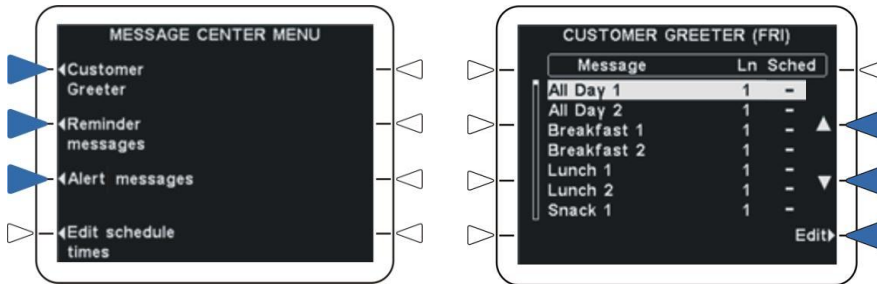 MESSAGE CENTER MENU
Customer
Greeter
Reminder
messages
Alert messages
Edit schedule
times
CUSTOMER GREETER (FRI)
Message Ln Sched
All Day 1 1 -
All Day 2 1 -
Breakfast 1 1 -
Breakfast 2 1 -
Lunch 1 1 -
Lunch 2 1 -
Snack 1 1 -
Edit